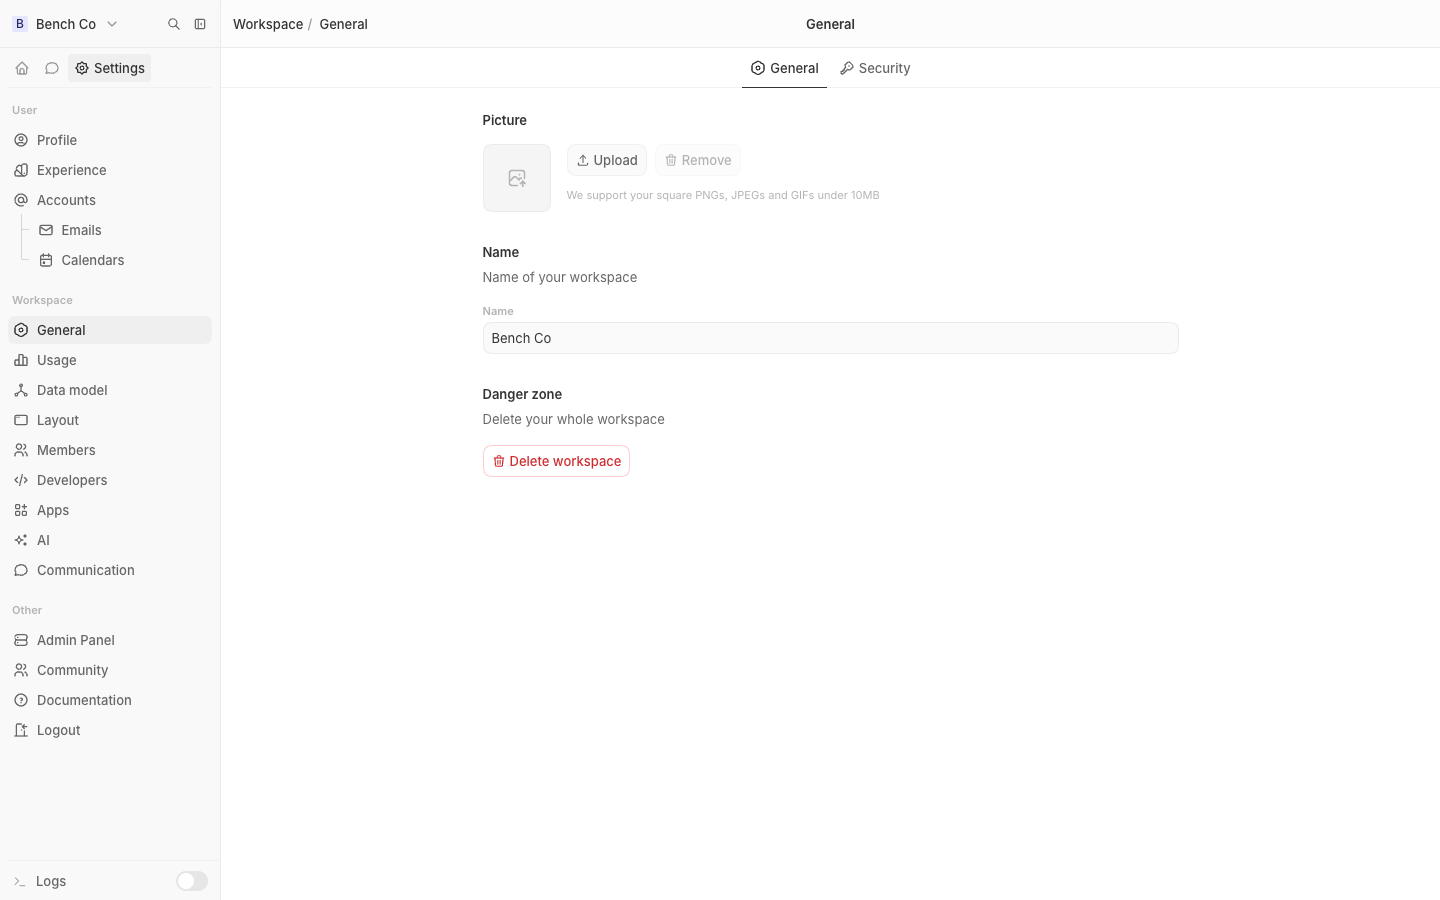 B Bench Co
Workspace / General
General
Settings
General
Security
User
Profile
Experience
Accounts
Emails
Calendars
Workspace
General
Usage
Data model
Layout
Members
Developers
Apps
AI
Communication
Other
Admin Panel
Community
Documentation
Logout
Logs
Picture
Upload
Remove
We support your square PNGs, JPEGs and GIFs under 10MB
Name
Name of your workspace
Name
Bench Co
Danger zone
Delete your whole workspace
Delete workspace